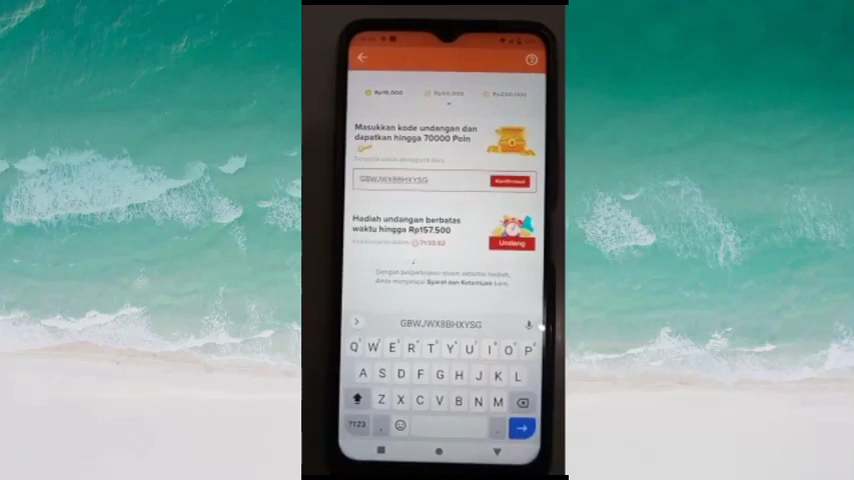 Rp15.000 Rp50.000
Masukkan kode undangan dan
dapatkan hingga 70000 Poin
GBWJWX8BHXYSG Konfirmasi
Hadiah undangan berbatas
waktu hingga Rp157.500
Undang
Dengan berpartisipasi dalam aktivitas hadiah,
Anda menyetujui Syarat dan Ketentuan kami.
GBWJWX8BHXYSG
Q W E R T Y U I O P
A S D F G H J K L
Z X C V B N M
?123 , .